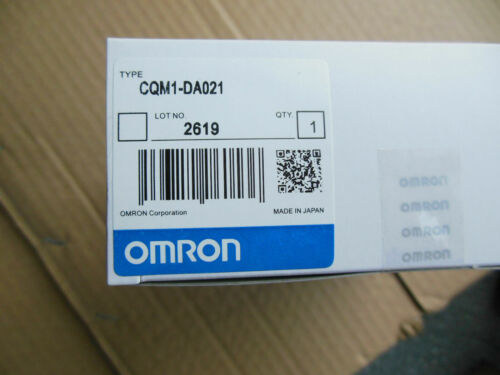 TYPE
CQM1-DA021
LOT NO.
QTY.
2619
1
OMRON Corporation
MADE IN JAPAN
OMRON
OMRON
OMRON
OMRON
OMRON